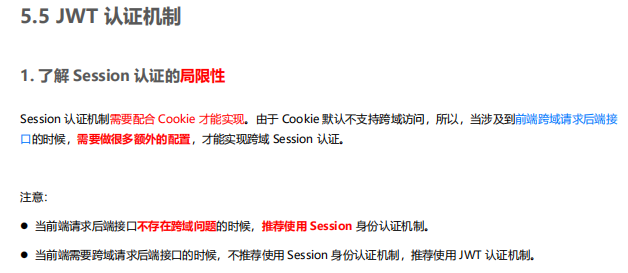 5.5 JWT 认证机制
1. 了解 Session 认证的局限性
Session 认证机制需要配合 Cookie 才能实现。由于 Cookie 默认不支持跨域访问，所以，当涉及到前端跨域请求后端接
口的时候，需要做很多额外的配置，才能实现跨域 Session 认证。
注意：
● 当前端请求后端接口不存在跨域问题的时候，推荐使用 Session 身份认证机制。
● 当前端需要跨域请求后端接口的时候，不推荐使用 Session 身份认证机制，推荐使用 JWT 认证机制。